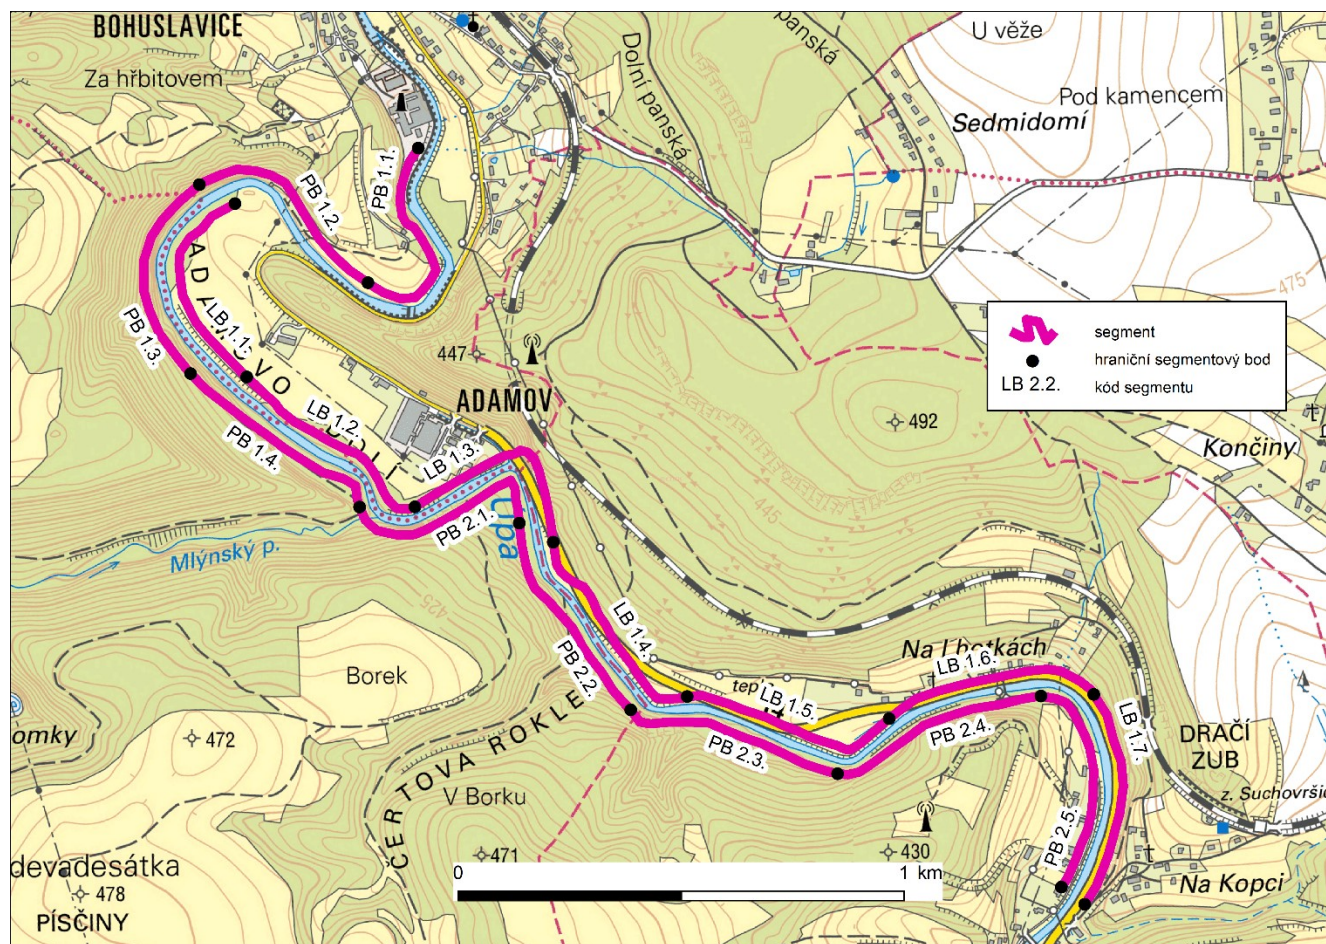 BOHUSLAVICE
Za hřbitovem
Dolní panská
panská
U věže
Pod kamencem
Sedmidomí
PB 1.1.
PB 1.2.
PB 1.3.
LB 1.1.
PB 1.4.
LB 1.2.
LB 1.3.
PB 2.1.
447
ADAMOV
492
475
segment
hraniční segmentový bod
LB 2.2.
kód segmentu
Končiny
445
Úpa
Mlýnský p.
425
Borek
472
omky
ČERTOVA ROKLE
V Borku
PB 2.2.
LB 1.4.
LB 1.5.
PB 2.3.
Na Lhotkách
LB 1.6.
PB 2.4.
LB 1.7.
PB 2.5.
DRAČÍ
ZUB
z. Suchovršic
430
471
devadesátka
478
PÍSČINY
0
1 km
Na Kopci